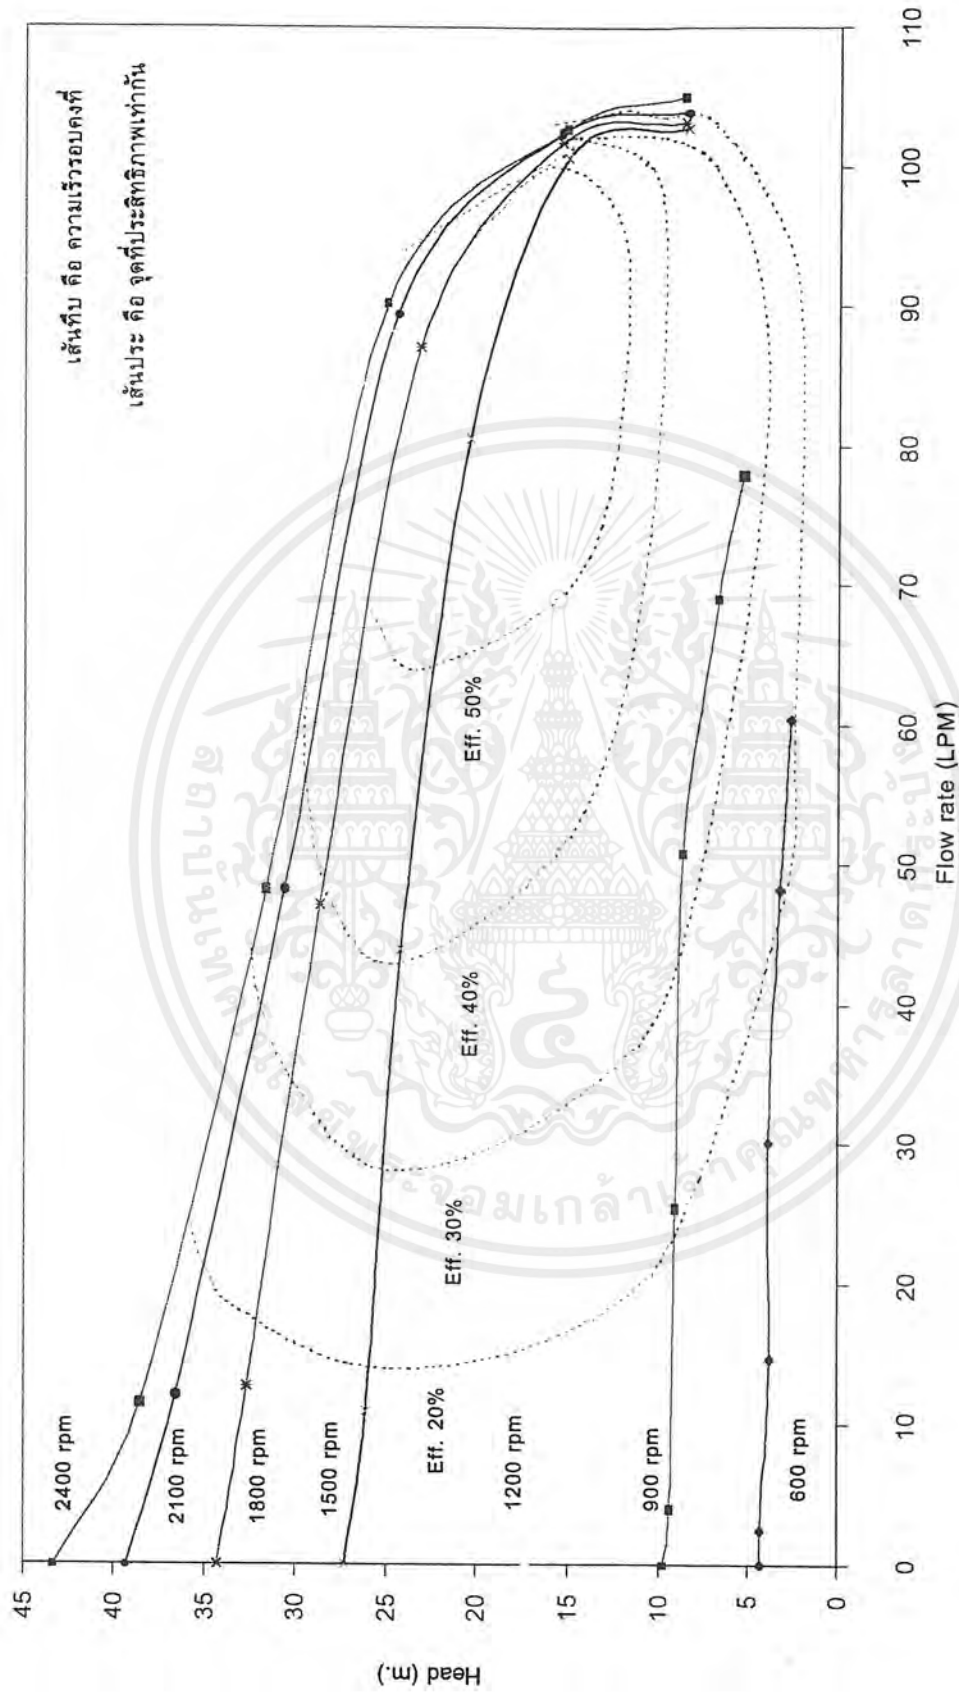 เส้นทึบ คือ ความเร็วรอบคงที่
เส้นประ คือ จุดที่ประสิทธิภาพเท่ากัน
2400 rpm
2100 rpm
1800 rpm
1500 rpm
1200 rpm
900 rpm
600 rpm
Eff. 20%
Eff. 30%
Eff. 40%
Eff. 50%
Head (m.)
45
40
35
30
25
20
15
10
5
0
0
10
20
30
40
50
60
70
80
90
100
110
Flow rate (LPM)